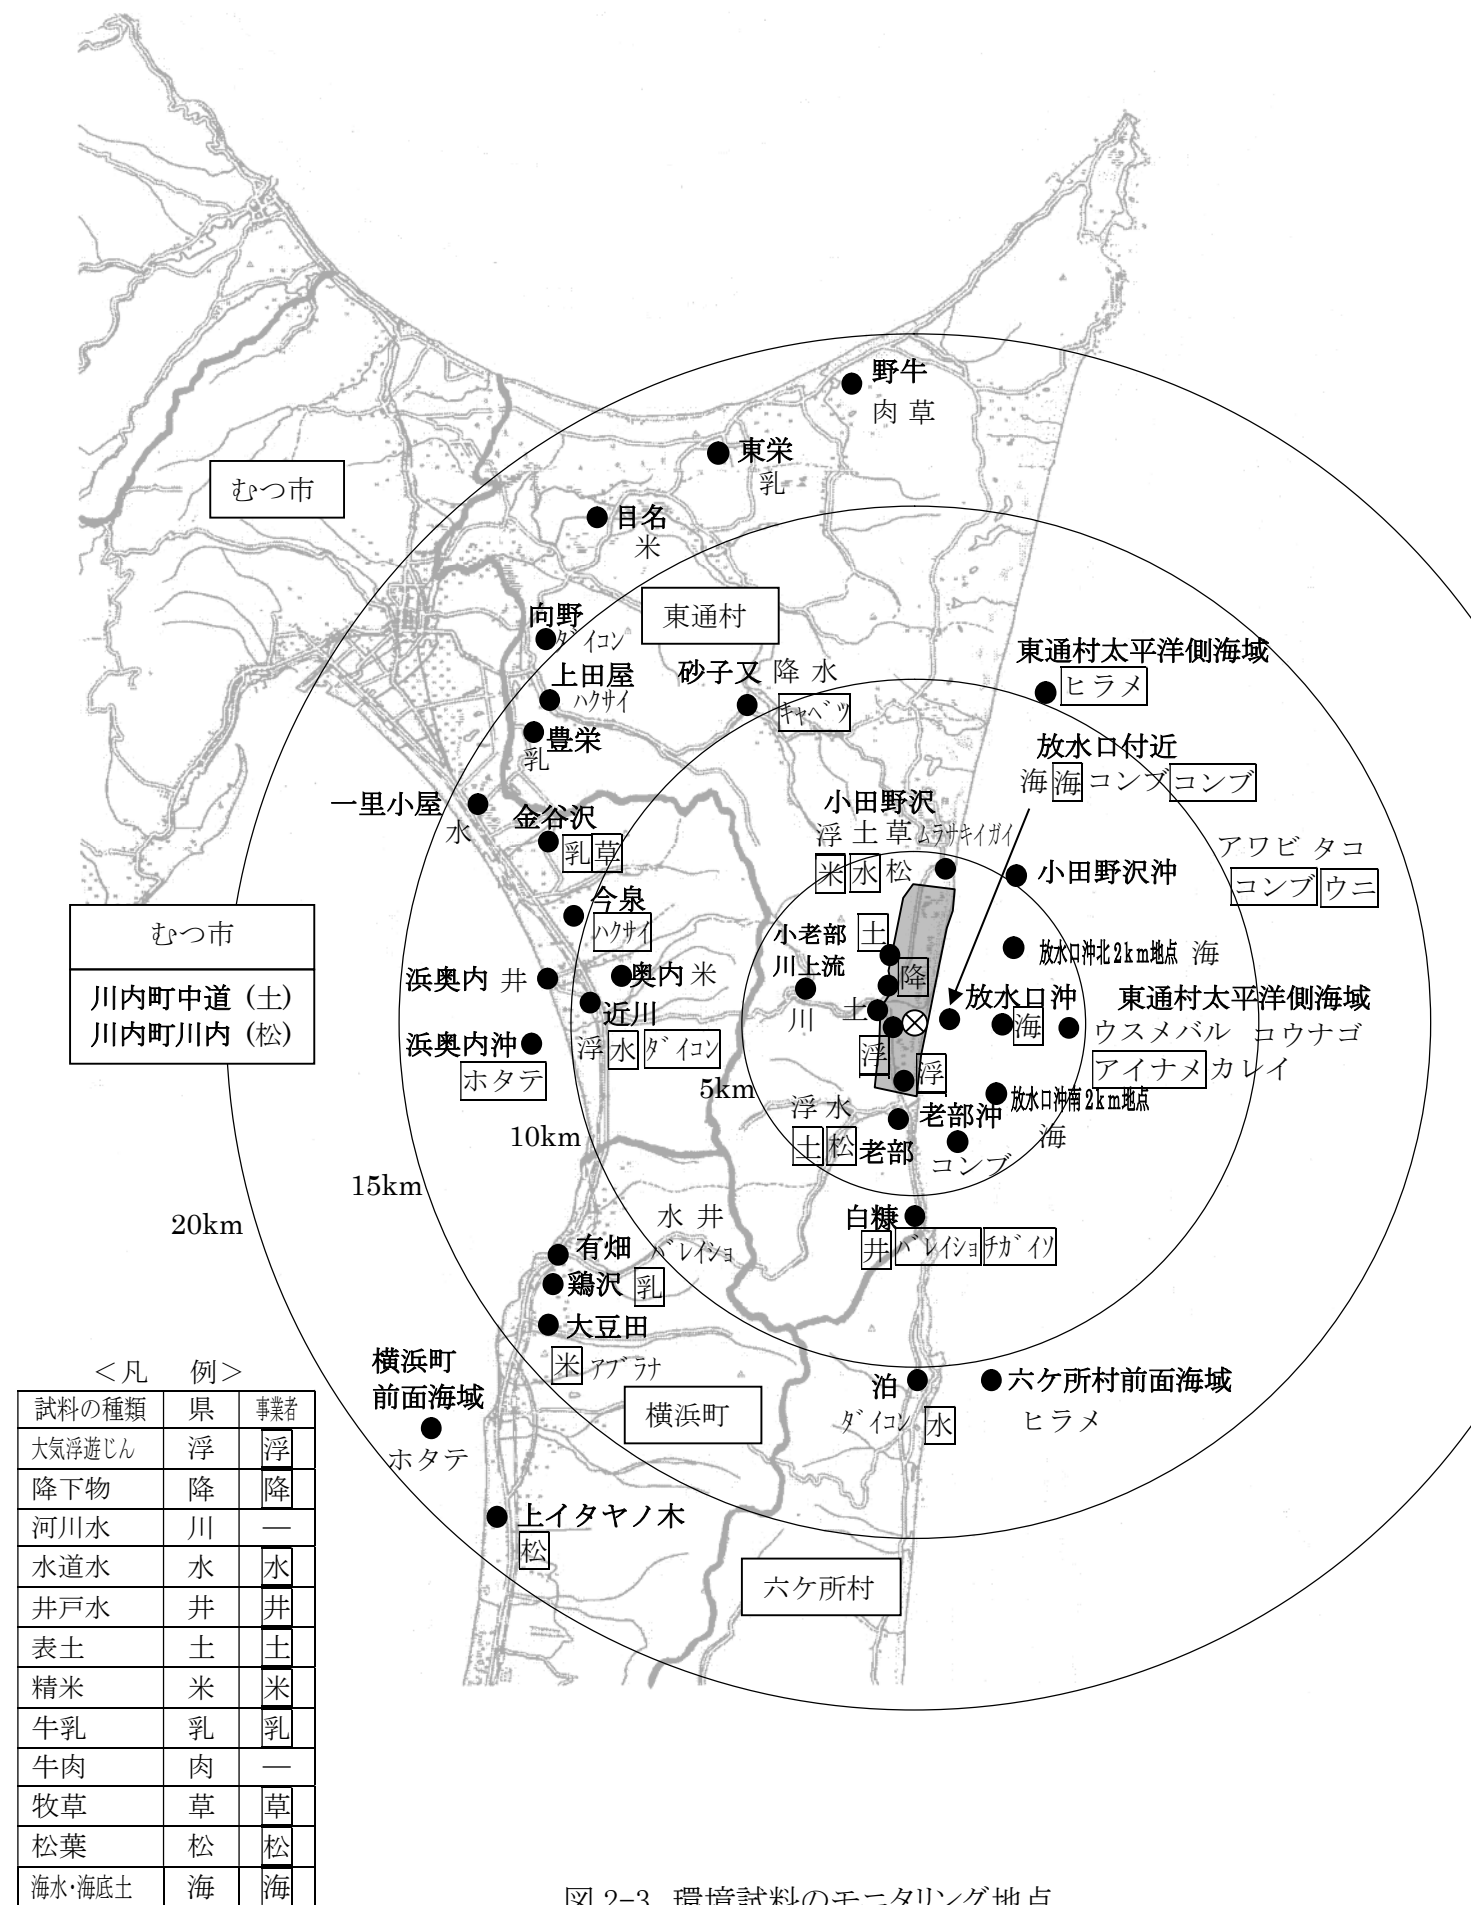 野牛
肉 草
東栄
乳
むつ市
目名
米
向野
ダイコン
東通村
上田屋
ハクサイ
砂子又 降 水
キャベツ
東通村太平洋側海域
ヒラメ
豊栄
乳
放水口付近
海 海 コンブ コンブ
一里小屋
水
金谷沢
乳 草
小田野沢
浮 土 草 ムラサキイガイ
米 水 松
小田野沢沖
アワビ タコ
コンブ ウニ
今泉
ハクサイ
むつ市
川内町中道 (土)
川内町川内 (松)
小老部
川上流
川
土
降
土
浮
浮
放水口沖北2km地点 海
浜奥内 井
奥内 米
近川
浮 水 ダイコン
放水口沖
海
東通村太平洋側海域
ウスメバル コウナゴ
アイナメ カレイ
浜奥内沖
ホタテ
放水口沖南2km地点
海
5km
10km
15km
20km
浮 水
土 松 老部
老部沖
コンブ
白糠
井 バレイショ チガイソ
水 井
有畑 バレイショ
鶏沢 乳
大豆田
米 アブラナ
横浜町
前面海域
ホタテ
横浜町
泊
ダイコン 水
六ケ所村前面海域
ヒラメ
上イタヤノ木
松
六ケ所村
<凡 例>
試料の種類 県 事業者
大気浮遊じん 浮 浮
降下物 降 降
河川水 川 ―
水道水 水 水
井戸水 井 井
表土 土 土
精米 米 米
牛乳 乳 乳
牛肉 肉 ―
牧草 草 草
松葉 松 松
海水・海底土 海 海
図 2-3 環境試料のモニタリング地点